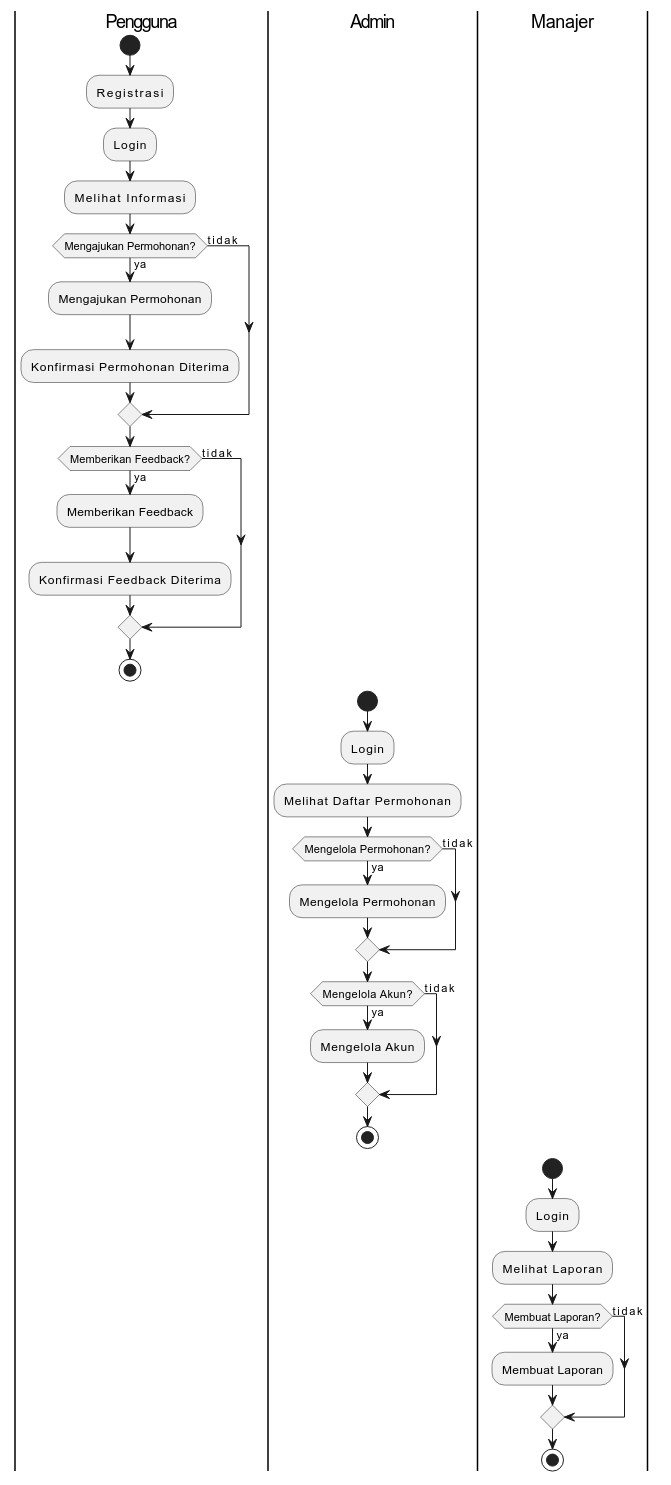 Pengguna
Admin
Manajer
Registrasi
Login
Melihat Informasi
Mengajukan Permohonan?
tidak
ya
Mengajukan Permohonan
Konfirmasi Permohonan Diterima
Memberikan Feedback?
tidak
ya
Memberikan Feedback
Konfirmasi Feedback Diterima
Login
Melihat Daftar Permohonan
Mengelola Permohonan?
tidak
ya
Mengelola Permohonan
Mengelola Akun?
tidak
ya
Mengelola Akun
Login
Melihat Laporan
Membuat Laporan?
tidak
ya
Membuat Laporan